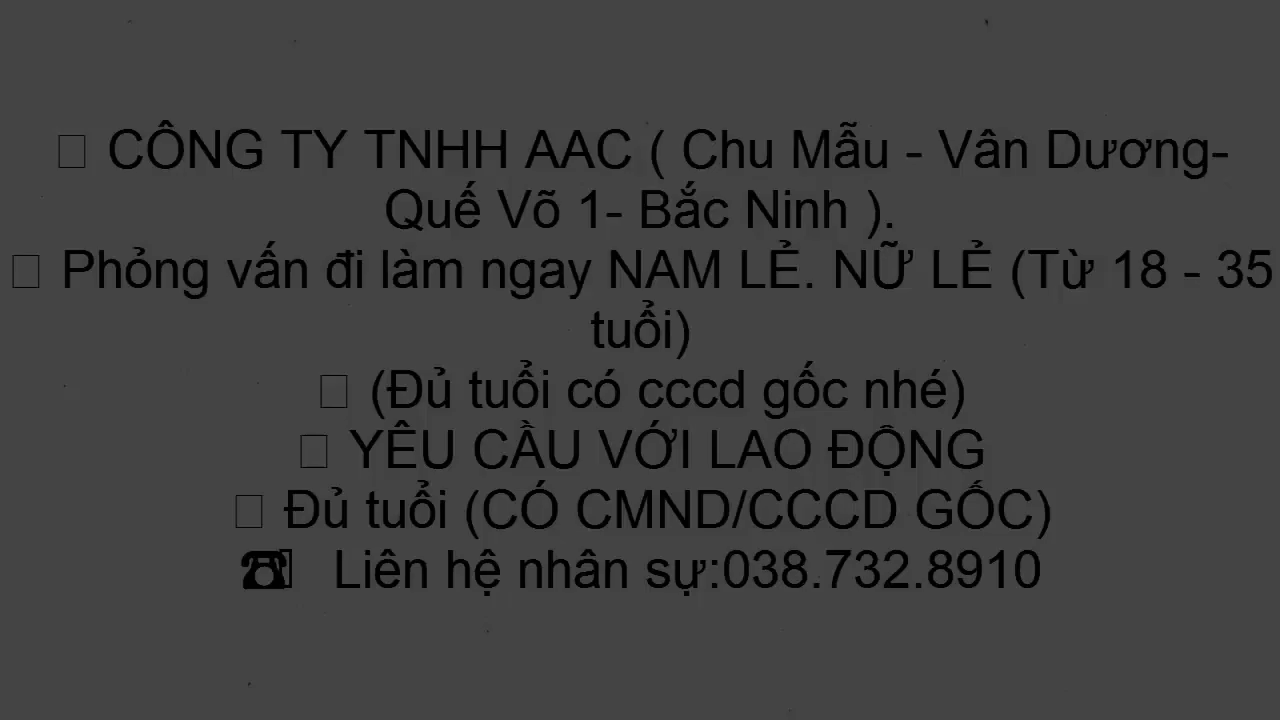 CÔNG TY TNHH AAC ( Chu Mẫu - Vân Dương-
Quế Võ 1- Bắc Ninh ).
Phỏng vấn đi làm ngay NAM LẺ. NỮ LẺ (Từ 18 - 35
tuổi)
(Đủ tuổi có cccd gốc nhé)
YÊU CẦU VỚI LAO ĐỘNG
Đủ tuổi (CÓ CMND/CCCD GỐC)
☎ Liên hệ nhân sự:038.732.8910